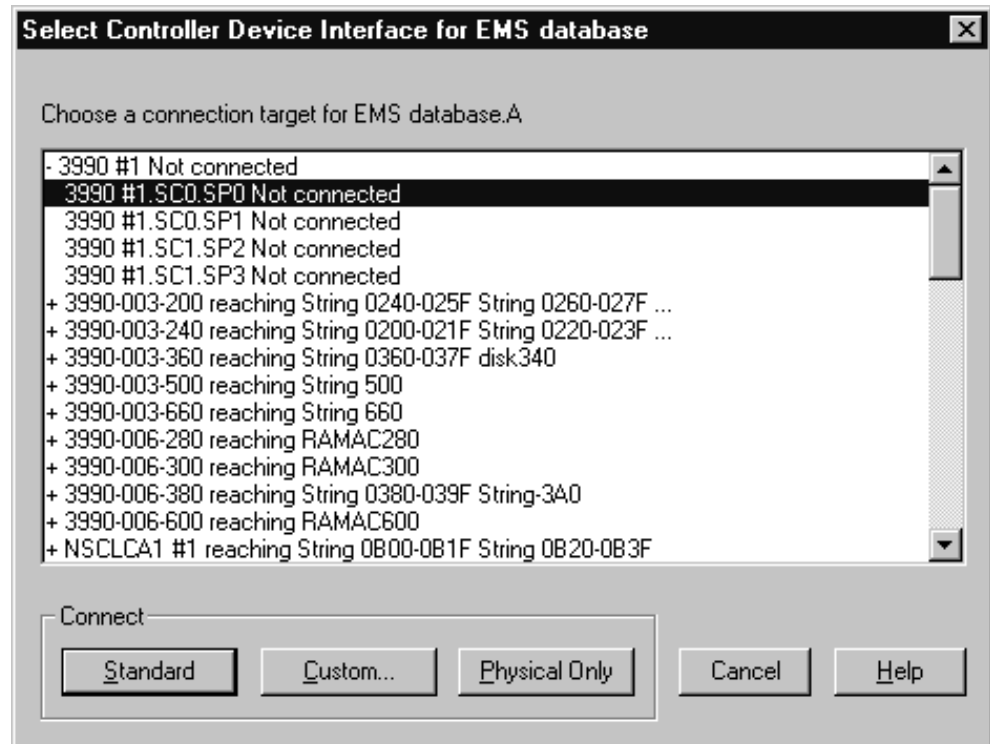 Select Controller Device Interface for EMS database
Choose a connection target for EMS database.A
- 3990 #1 Not connected
3990 #1.SC0.SP0 Not connected
3990 #1.SC0.SP1 Not connected
3990 #1.SC1.SP2 Not connected
3990 #1.SC1.SP3 Not connected
+ 3990-003-200 reaching String 0240-025F String 0260-027F ...
+ 3990-003-240 reaching String 0200-021F String 0220-023F ...
+ 3990-003-360 reaching String 0360-037F disk340
+ 3990-003-500 reaching String 500
+ 3990-003-660 reaching String 660
+ 3990-006-280 reaching RAMAC280
+ 3990-006-300 reaching RAMAC300
+ 3990-006-380 reaching String 0380-039F String-3A0
+ 3990-006-600 reaching RAMAC600
+ NSCLCA1 #1 reaching String 0B00-0B1F String 0B20-0B3F
Connect
Standard Custom... Physical Only Cancel Help